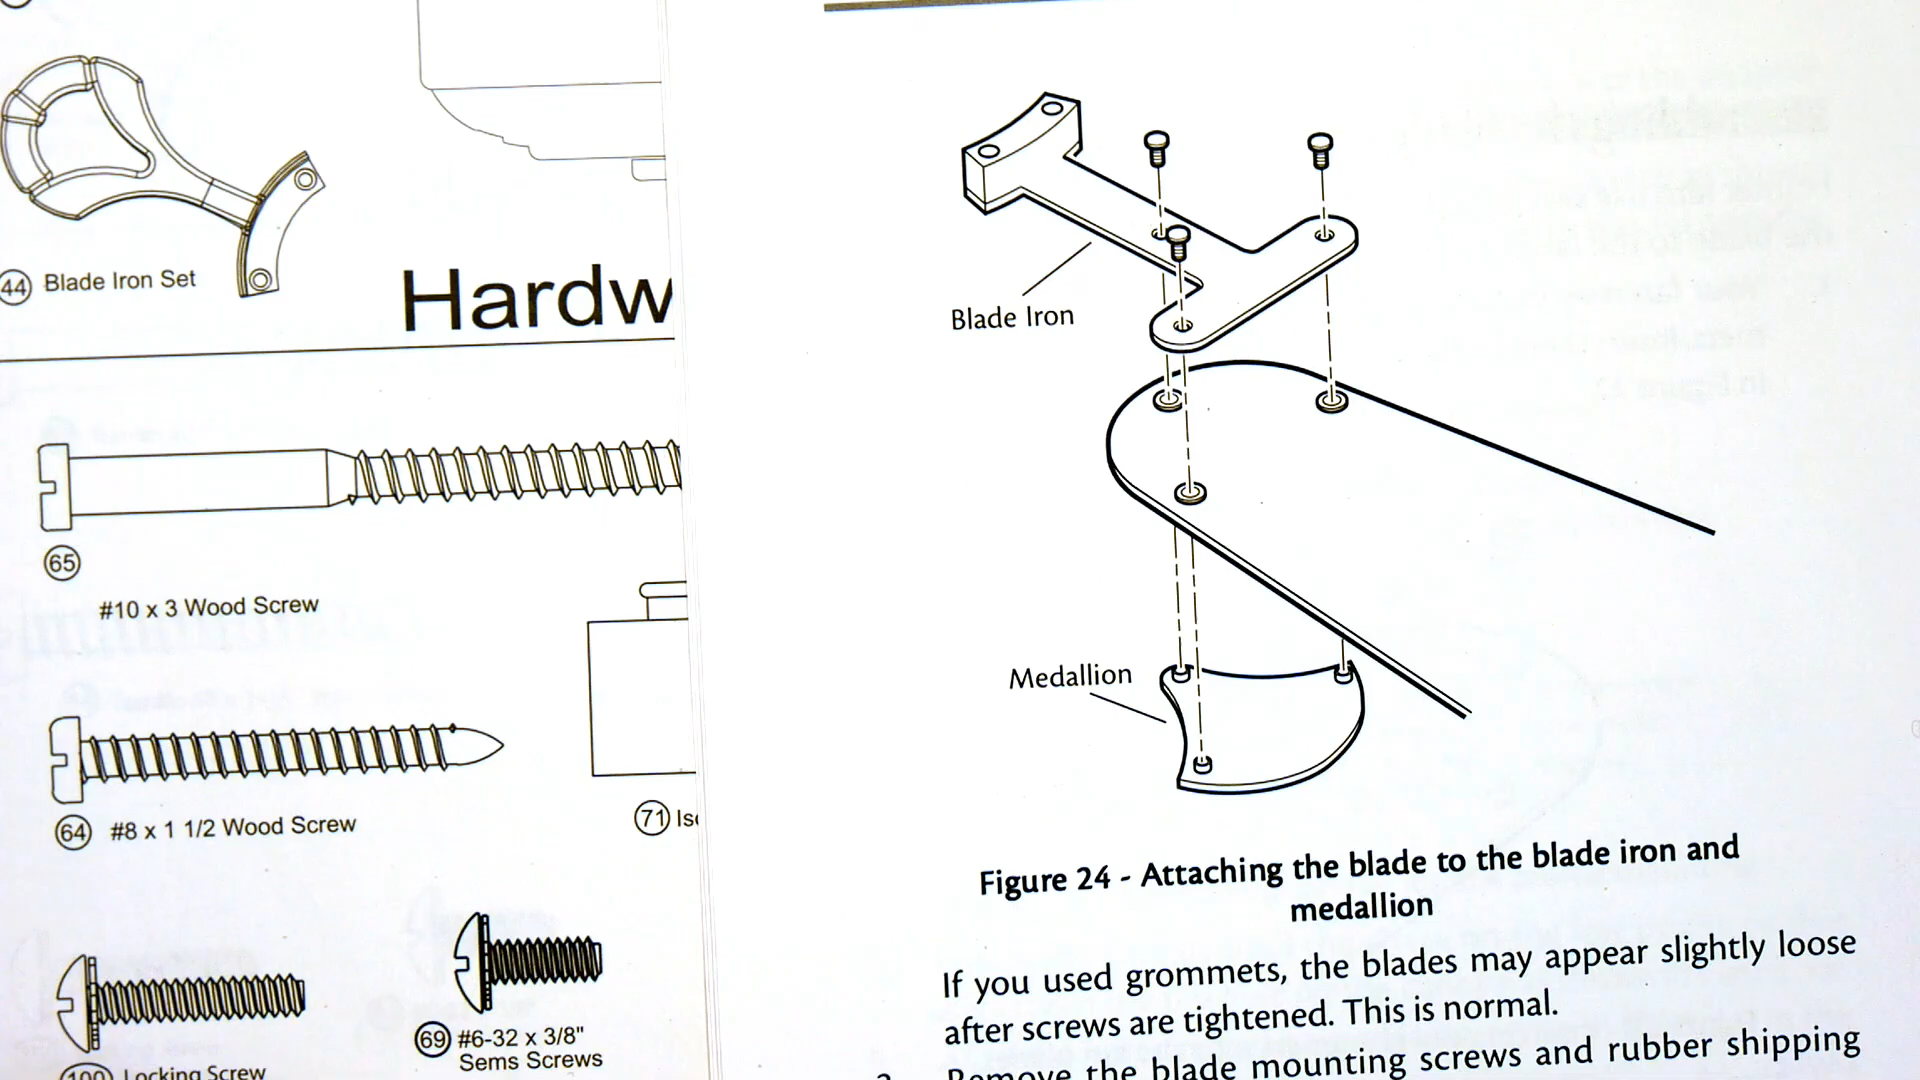 44 Blade Iron Set
Hardw
65
#10 x 3 Wood Screw
64 #8 x 1 1/2 Wood Screw
71
69 #6-32 x 3/8"
Sems Screws
100 Locking Screw
Blade Iron
Medallion
Figure 24 - Attaching the blade to the blade iron and
medallion
If you used grommets, the blades may appear slightly loose
after screws are tightened. This is normal.
Remove the blade mounting screws and rubber shipping